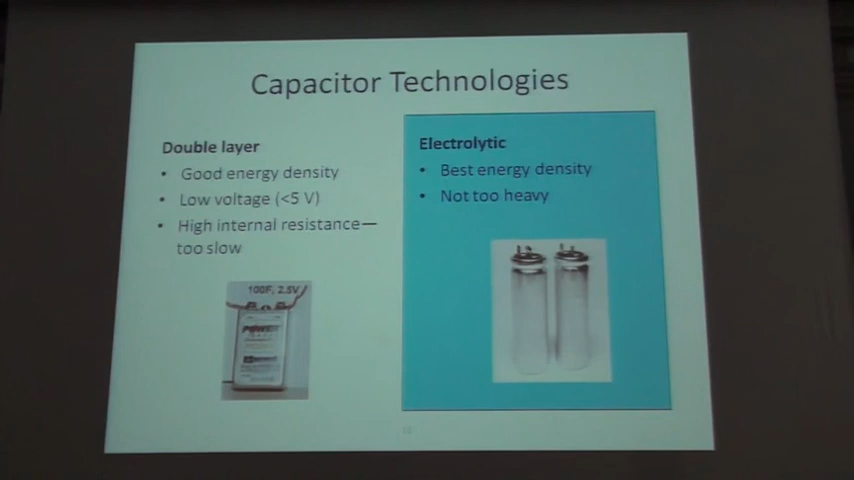 Capacitor Technologies
Double layer
• Good energy density
• Low voltage (<5 V)
• High internal resistance—
too slow
100F, 2.5V
POWER
Electrolytic
• Best energy density
• Not too heavy